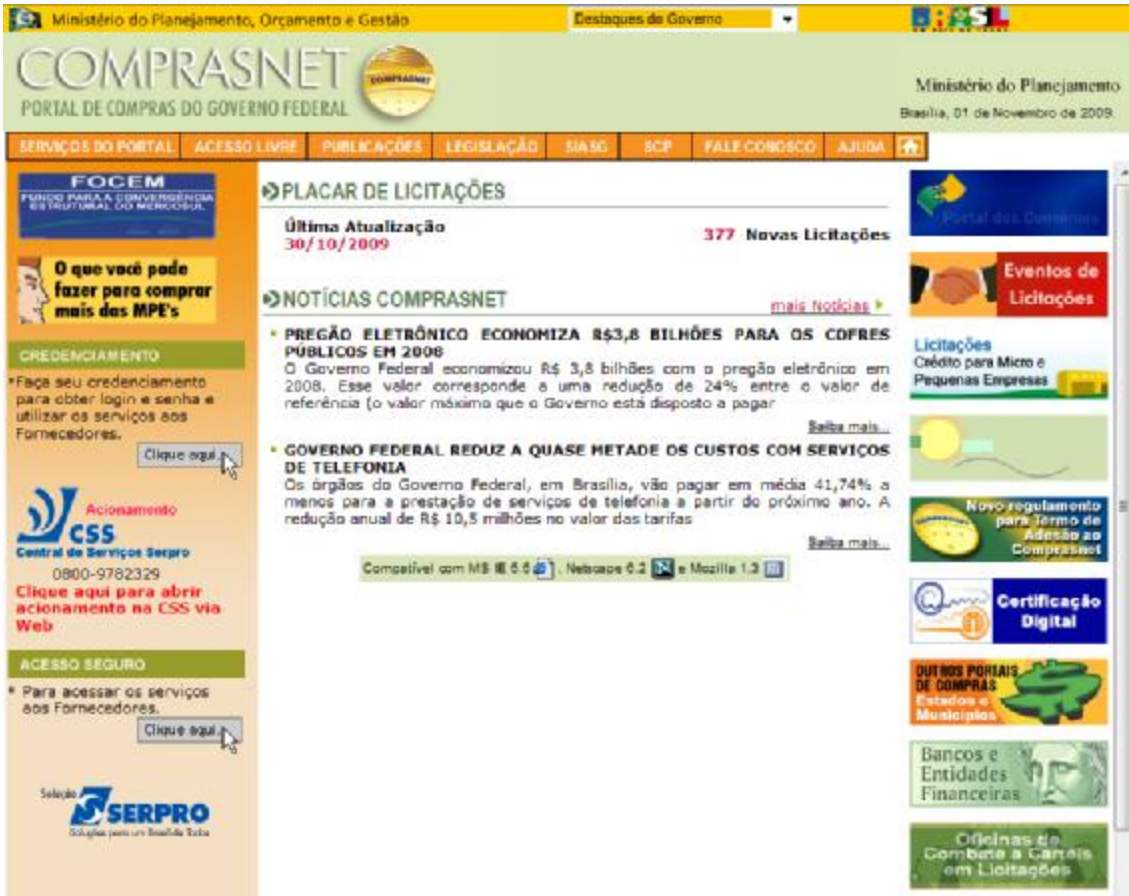 Ministério do Planejamento, Orçamento e Gestão
Destaques do Governo
BRASIL
COMPRASNET
COMPRASNET
PORTAL DE COMPRAS DO GOVERNO FEDERAL
Ministério do Planejamento
Brasília, 01 de Novembro de 2009.
SERVIÇOS DO PORTAL ACESSO LIVRE PUBLICAÇÕES LEGISLAÇÃO SIASG SCP FALE CONOSCO AJUDA
FOCEM
FUNDO PARA A CONVERGÊNCIA
ESTRUTURAL DO MERCOSUL
O que você pode
fazer para comprar
mais das MPE's
CREDENCIAMENTO
Faça seu credenciamento
para obter login e senha e
utilizar os serviços aos
Fornecedores.
Clique aqui
Acionamento
CSS
Central de Serviços Serpro
0800-9782329
Clique aqui para abrir
acionamento na CSS via
Web
ACESSO SEGURO
Para acessar os serviços
aos Fornecedores.
Clique aqui
Solução
SERPRO
PLACAR DE LICITAÇÕES
Última Atualização
30/10/2009
377 Novas Licitações
NOTÍCIAS COMPRASNET
mais Notícias
PREGÃO ELETRÔNICO ECONOMIZA R$3,8 BILHÕES PARA OS COFRES
PÚBLICOS EM 2008
O Governo Federal economizou R$ 3,8 bilhões com o pregão eletrônico em
2008. Esse valor corresponde a uma redução de 24% entre o valor de
referência (o valor máximo que o Governo está disposto a pagar
Saiba mais...
GOVERNO FEDERAL REDUZ A QUASE METADE OS CUSTOS COM SERVIÇOS
DE TELEFONIA
Os órgãos do Governo Federal, em Brasília, vão pagar em média 41,74% a
menos para a prestação de serviços de telefonia a partir do próximo ano. A
redução anual de R$ 10,5 milhões no valor das tarifas
Saiba mais...
Compatível com MS IE 5.5, Netscape 6.2 e Mozilla 1.3
Portal dos Convênios
Eventos de
Licitações
Licitações
Crédito para Micro e
Pequenas Empresas
Novo regulamento
para Termo de
Adesão ao
Comprasnet
Certificação
Digital
OUTROS PORTAIS
DE COMPRAS
Estados e
Municípios
Bancos e
Entidades
Financeiras
Oficinas de
Combate a Cartéis
em Licitações